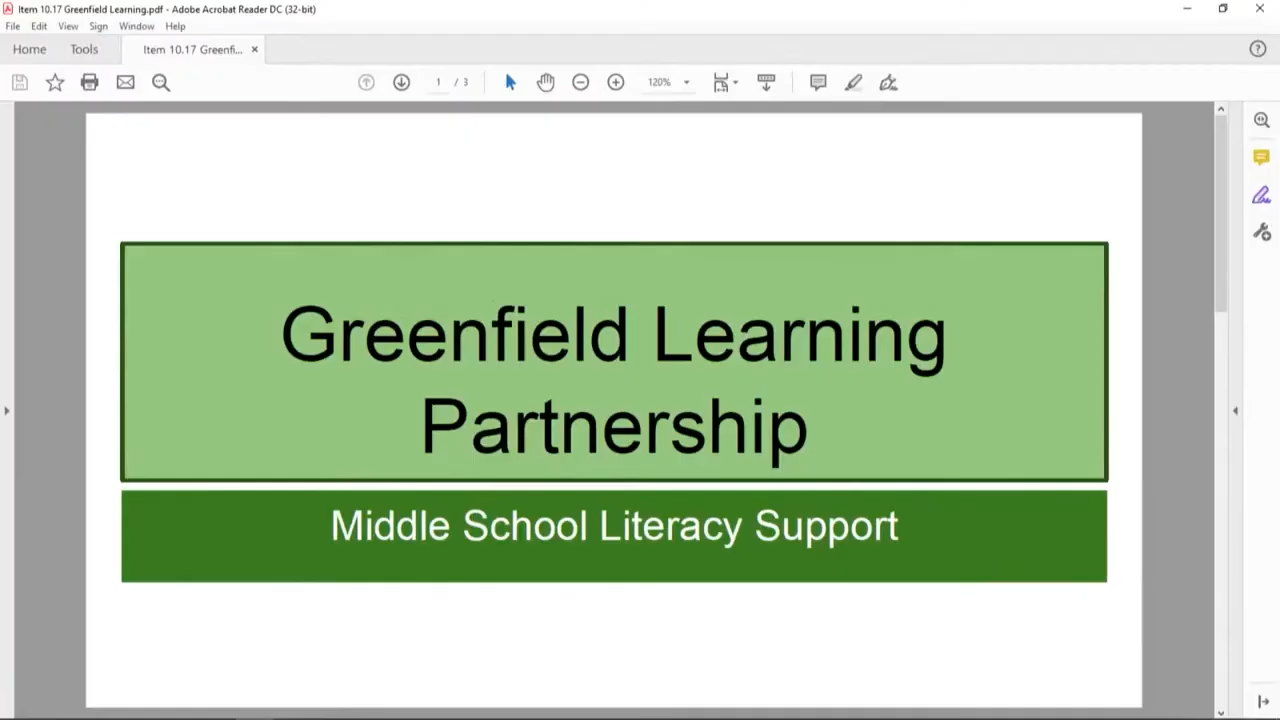 Item 10.17 Greenfield Learning.pdf - Adobe Acrobat Reader DC (32-bit)
File Edit View Sign Window Help
Home Tools Item 10.17 Greenfi... ×
1 / 3 120%
Greenfield Learning
Partnership
Middle School Literacy Support